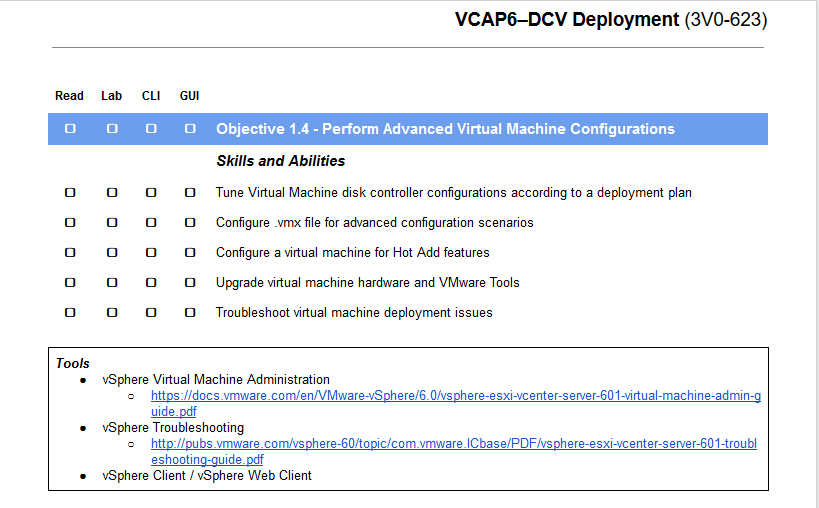 VCAP6–DCV Deployment (3V0-623)
Read Lab CLI GUI
Objective 1.4 - Perform Advanced Virtual Machine Configurations
Skills and Abilities
Tune Virtual Machine disk controller configurations according to a deployment plan
Configure .vmx file for advanced configuration scenarios
Configure a virtual machine for Hot Add features
Upgrade virtual machine hardware and VMware Tools
Troubleshoot virtual machine deployment issues
Tools
● vSphere Virtual Machine Administration
○ https://docs.vmware.com/en/VMware-vSphere/6.0/vsphere-esxi-vcenter-server-601-virtual-machine-admin-g
uide.pdf
● vSphere Troubleshooting
○ http://pubs.vmware.com/vsphere-60/topic/com.vmware.ICbase/PDF/vsphere-esxi-vcenter-server-601-troubl
eshooting-guide.pdf
● vSphere Client / vSphere Web Client